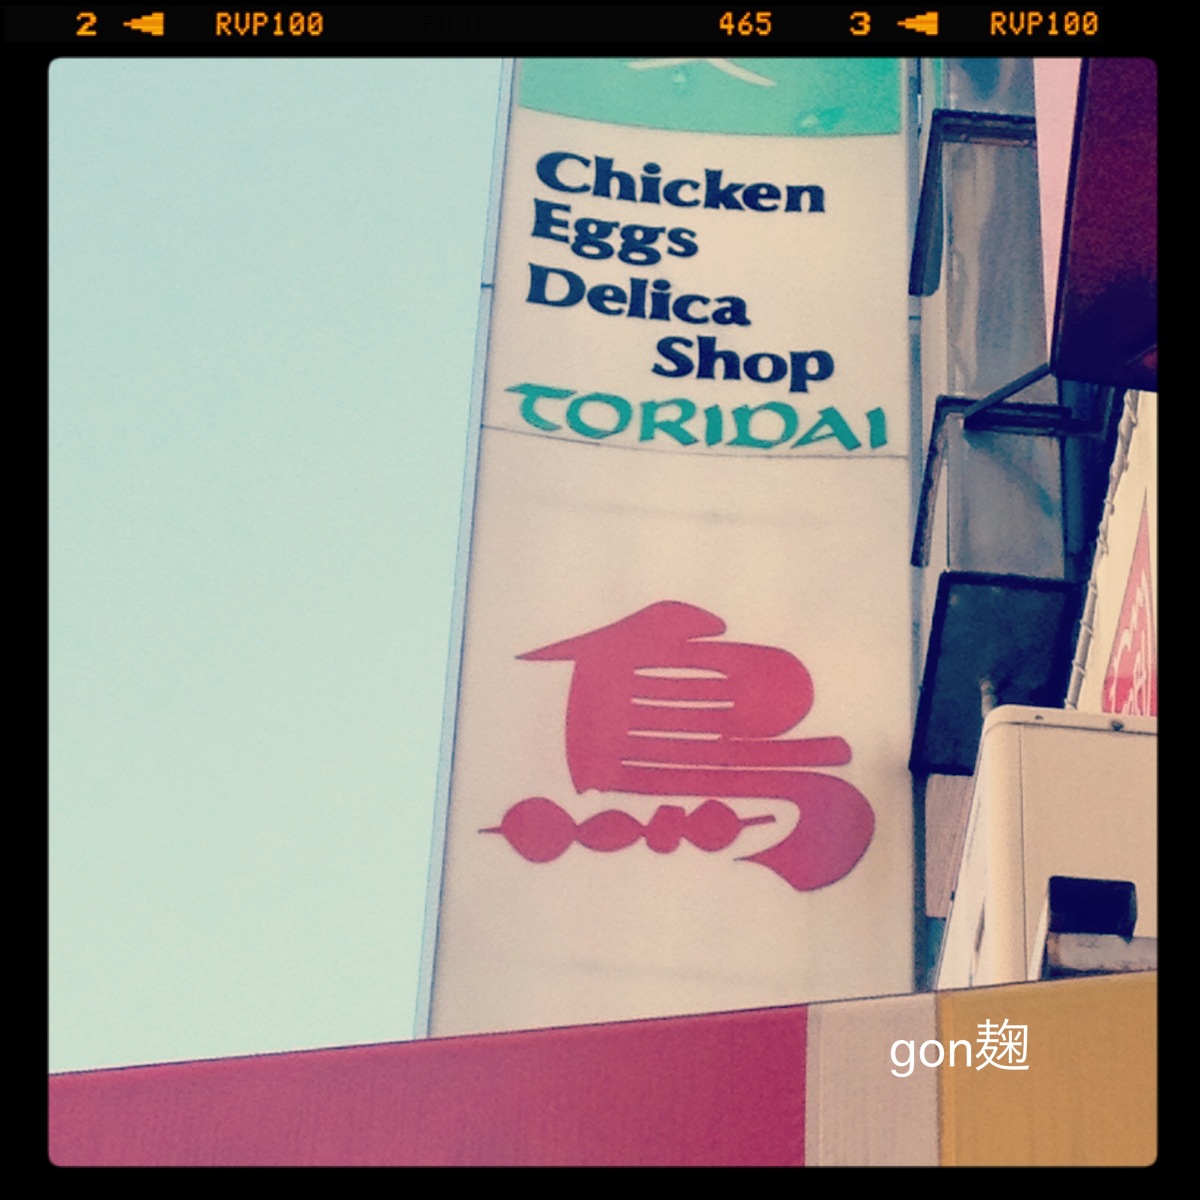 2 RVP100 465 3 RVP100
Chicken
Eggs
Delica
Shop
TORIDAI
鳥
gon麹